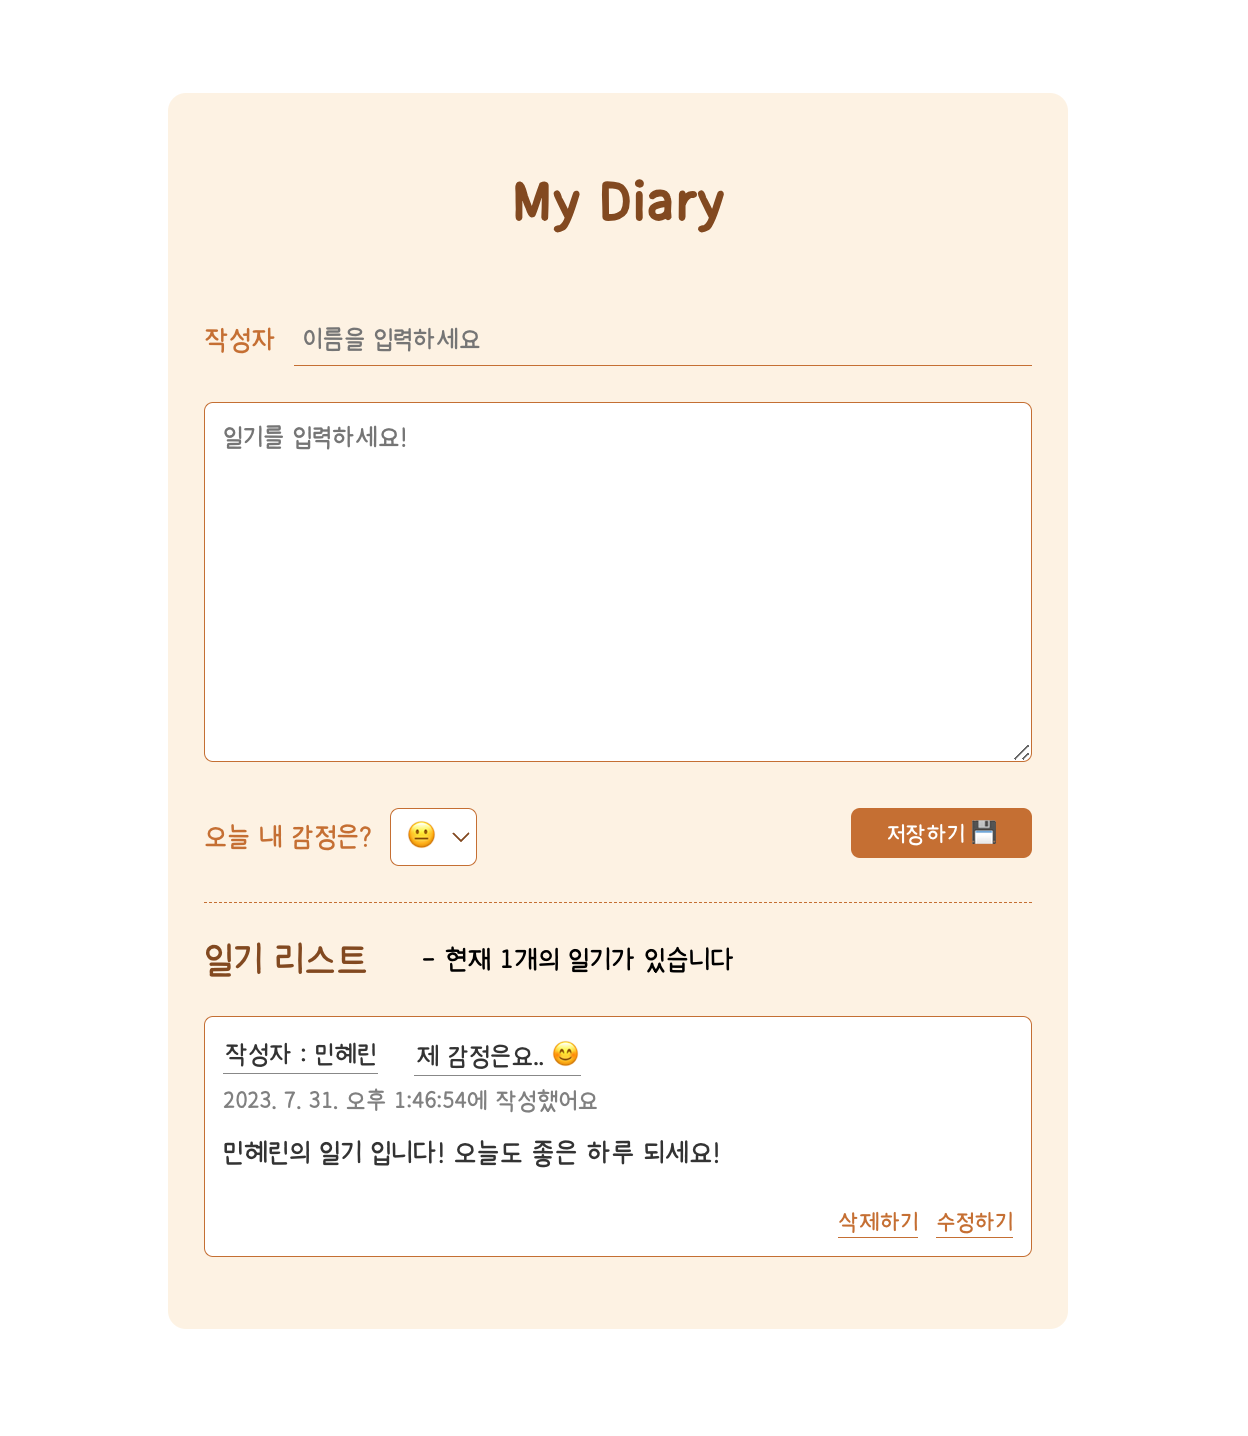 My Diary
작성자 이름을 입력하세요
일기를 입력하세요!
오늘 내 감정은? 😐 저장하기 💾
일기 리스트 - 현재 1개의 일기가 있습니다
작성자 : 민혜린 제 감정은요.. 😊
2023. 7. 31. 오후 1:46:54에 작성했어요
민혜린의 일기 입니다! 오늘도 좋은 하루 되세요!
삭제하기 수정하기